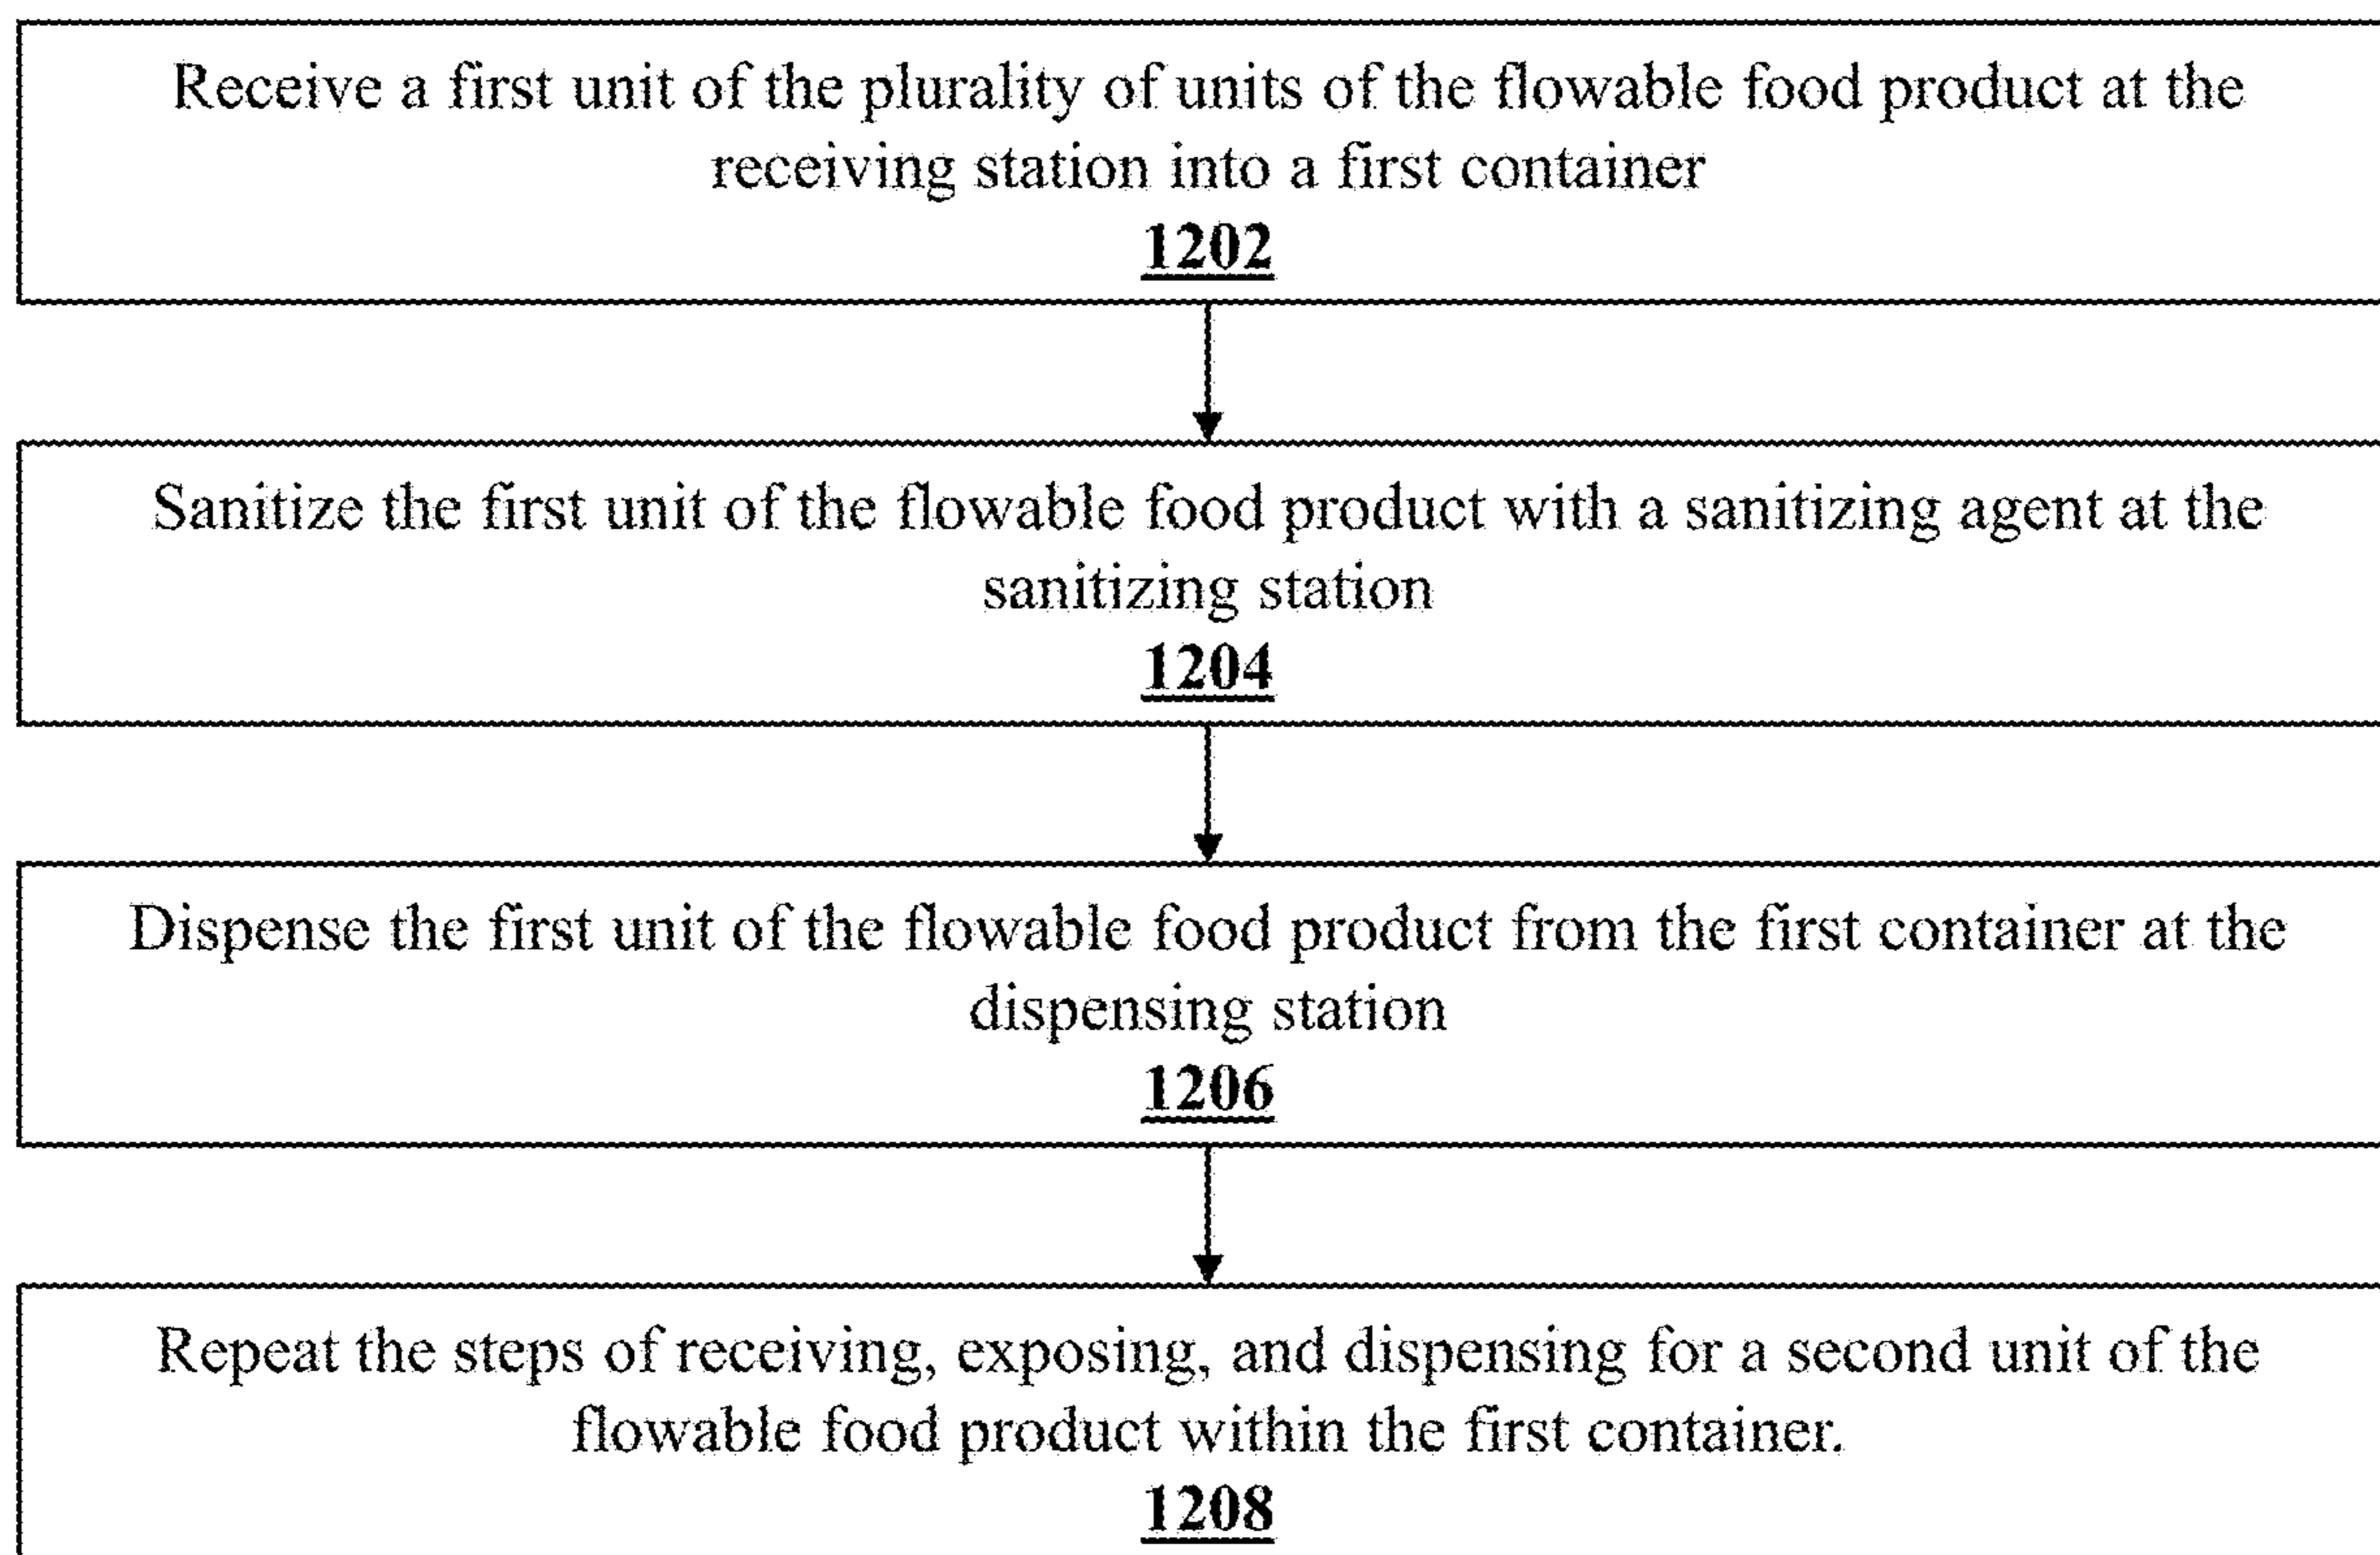 Receive a first unit of the plurality of units of the flowable food product at the
receiving station into a first container
1202
Sanitize the first unit of the flowable food product with a sanitizing agent at the
sanitizing station
1204
Dispense the first unit of the flowable food product from the first container at the
dispensing station
1206
Repeat the steps of receiving, exposing, and dispensing for a second unit of the
flowable food product within the first container.
1208